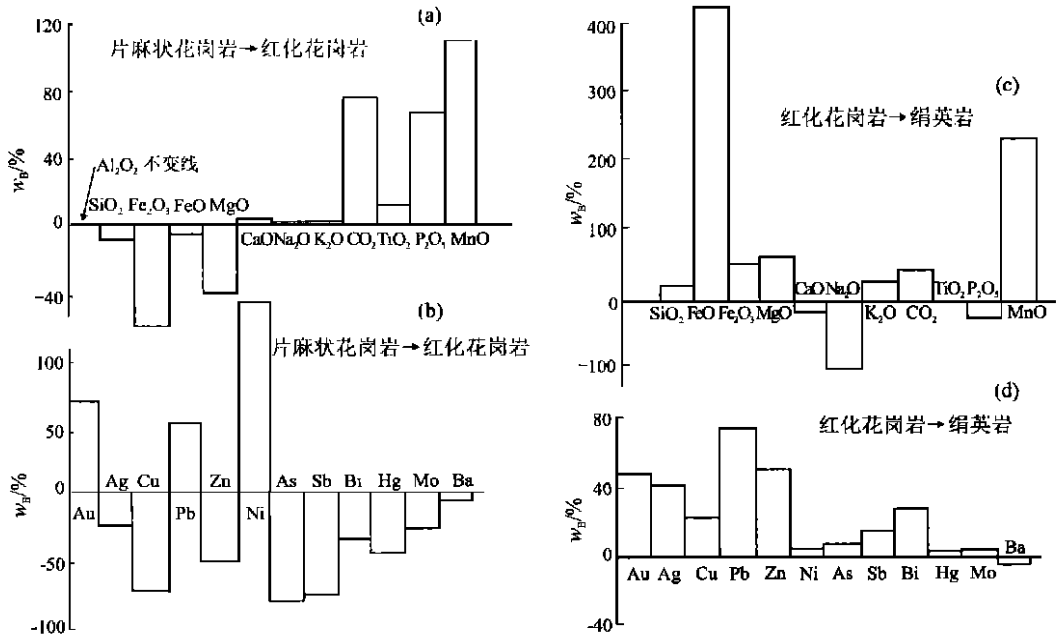 (a)
120
片麻状花岗岩→红化花岗岩
80
w_B/%
40
Al₂O₂ 不变线
SiO₂ Fe₂O₃ FeO MgO
0
CaO Na₂O K₂O CO₂ TiO₂ P₂O₅ MnO
−40
(b)
片麻状花岗岩→红化花岗岩
100
50
w_B/%
Ag Cu Zn As Sb Bi Hg Mo Ba
0
Au Pb Ni
−50
−100
(c)
400
红化花岗岩→绢英岩
300
w_B/%
200
100
CaO Na₂O TiO₂ P₂O₅
0
SiO₂ FeO Fe₂O₃ MgO K₂O CO₂ MnO
−100
(d)
80
红化花岗岩→绢英岩
w_B/%
40
Ba
0
Au Ag Cu Pb Zn Ni As Sb Bi Hg Mo
−40